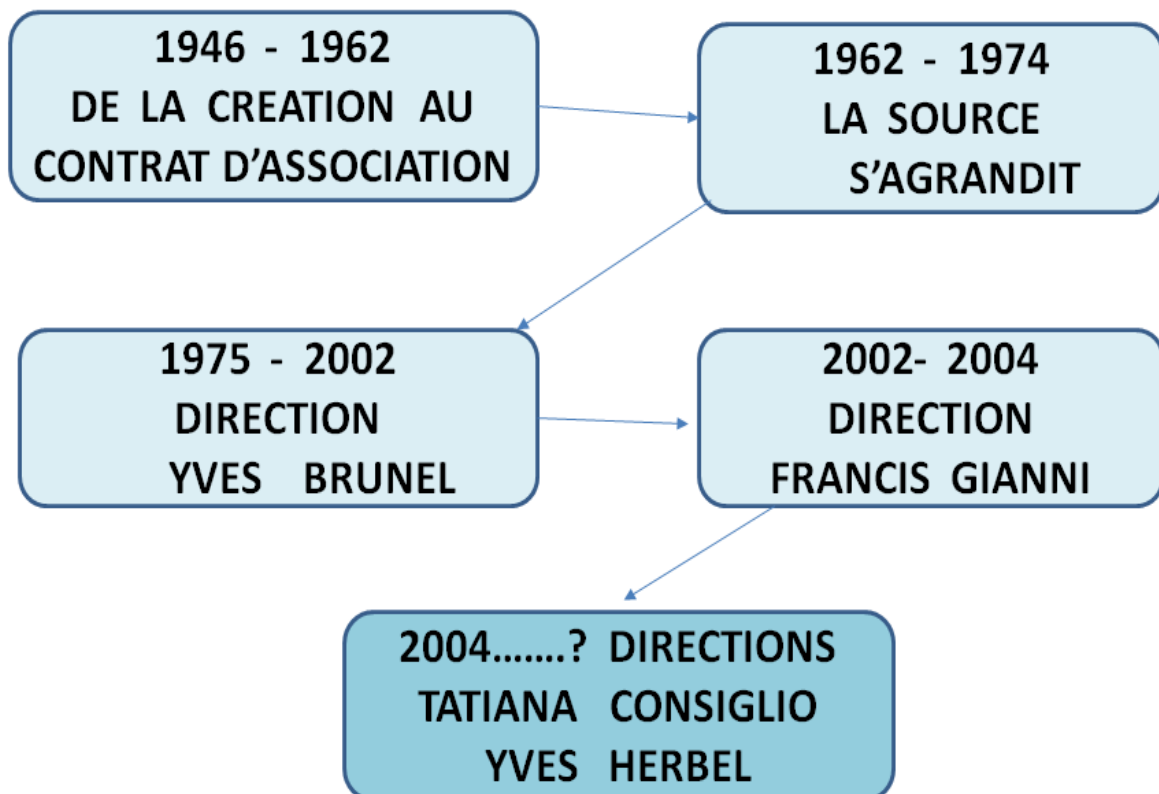 1946 - 1962
DE LA CREATION AU
CONTRAT D'ASSOCIATION
1962 - 1974
LA SOURCE
S'AGRANDIT
1975 - 2002
DIRECTION
YVES BRUNEL
2002- 2004
DIRECTION
FRANCIS GIANNI
2004.......? DIRECTIONS
TATIANA CONSIGLIO
YVES HERBEL